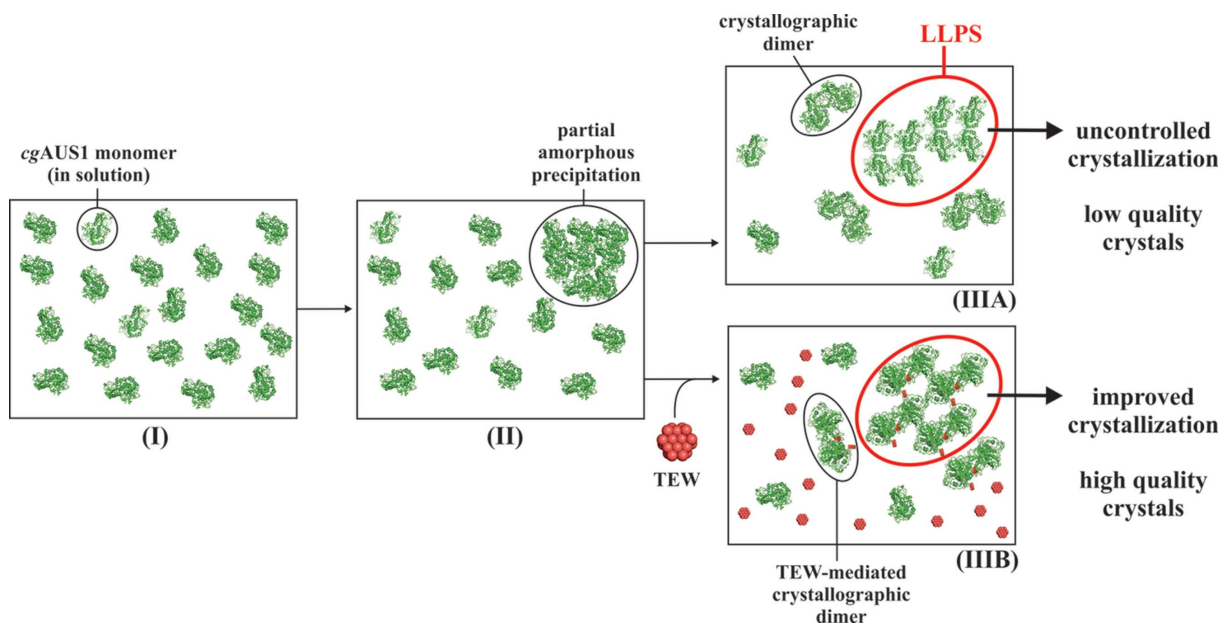 cgAUS1 monomer
(in solution)
(I)
partial
amorphous
precipitation
(II)
crystallographic
dimer
LLPS
uncontrolled
crystallization
low quality
crystals
(IIIA)
TEW
improved
crystallization
high quality
crystals
(IIIB)
TEW-mediated
crystallographic
dimer